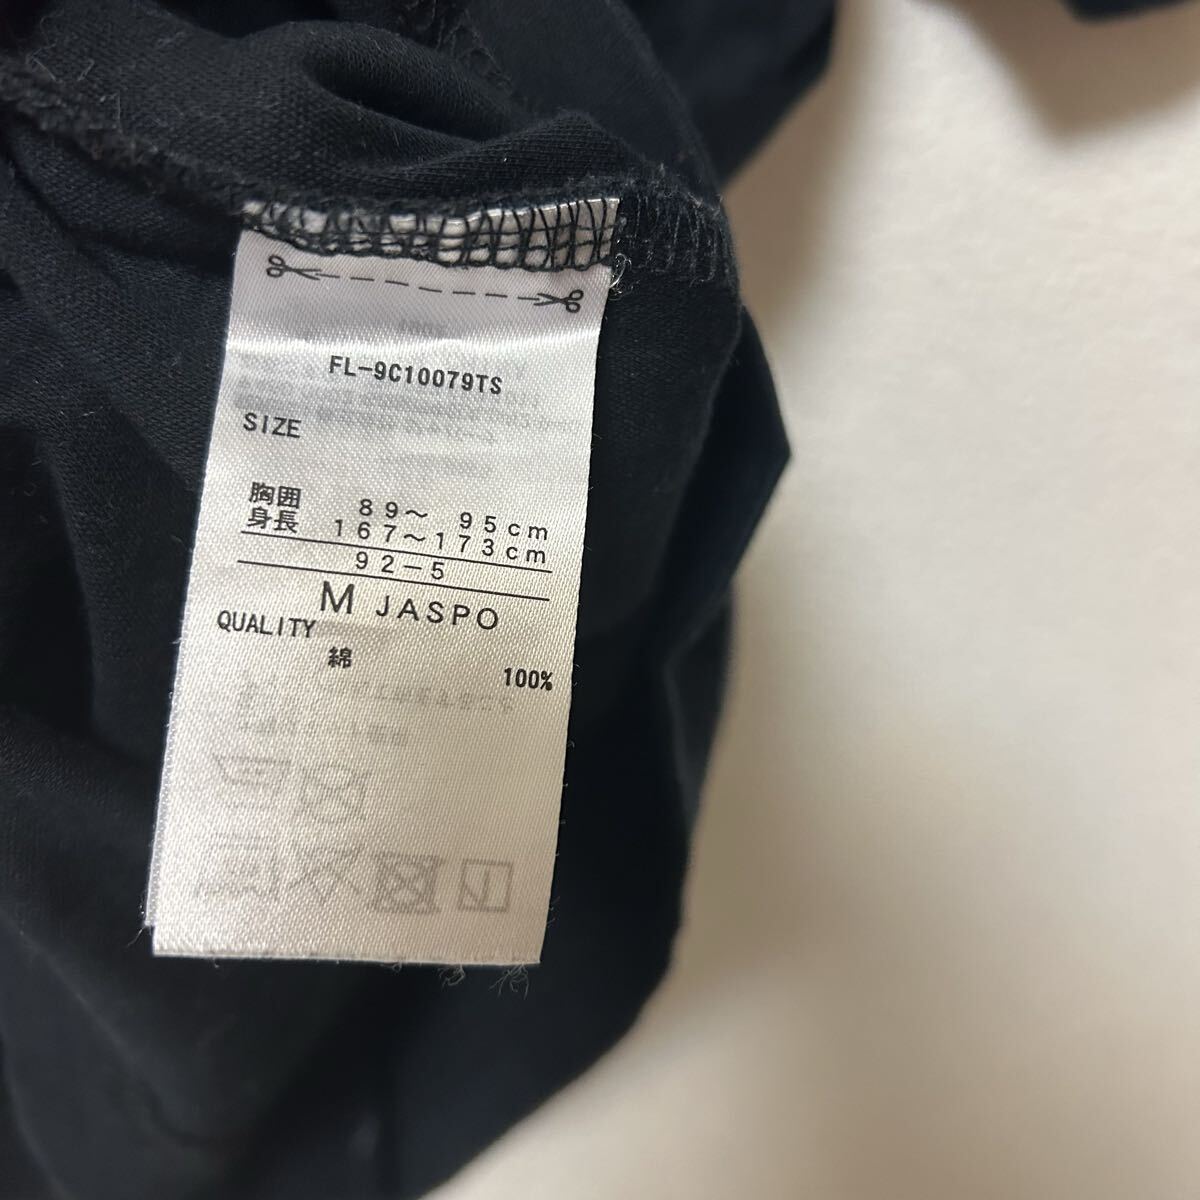 FL-9C10079TS
SIZE
胸囲 89～ 95cm
身長 167～173cm
92-5
M JASPO
QUALITY
綿 100%